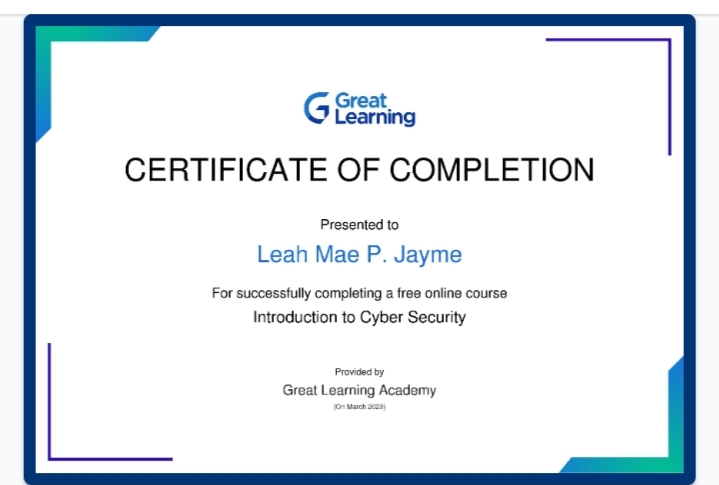 Great
Learning
CERTIFICATE OF COMPLETION
Presented to
Leah Mae P. Jayme
For successfully completing a free online course
Introduction to Cyber Security
Provided by
Great Learning Academy
(On March 2023)